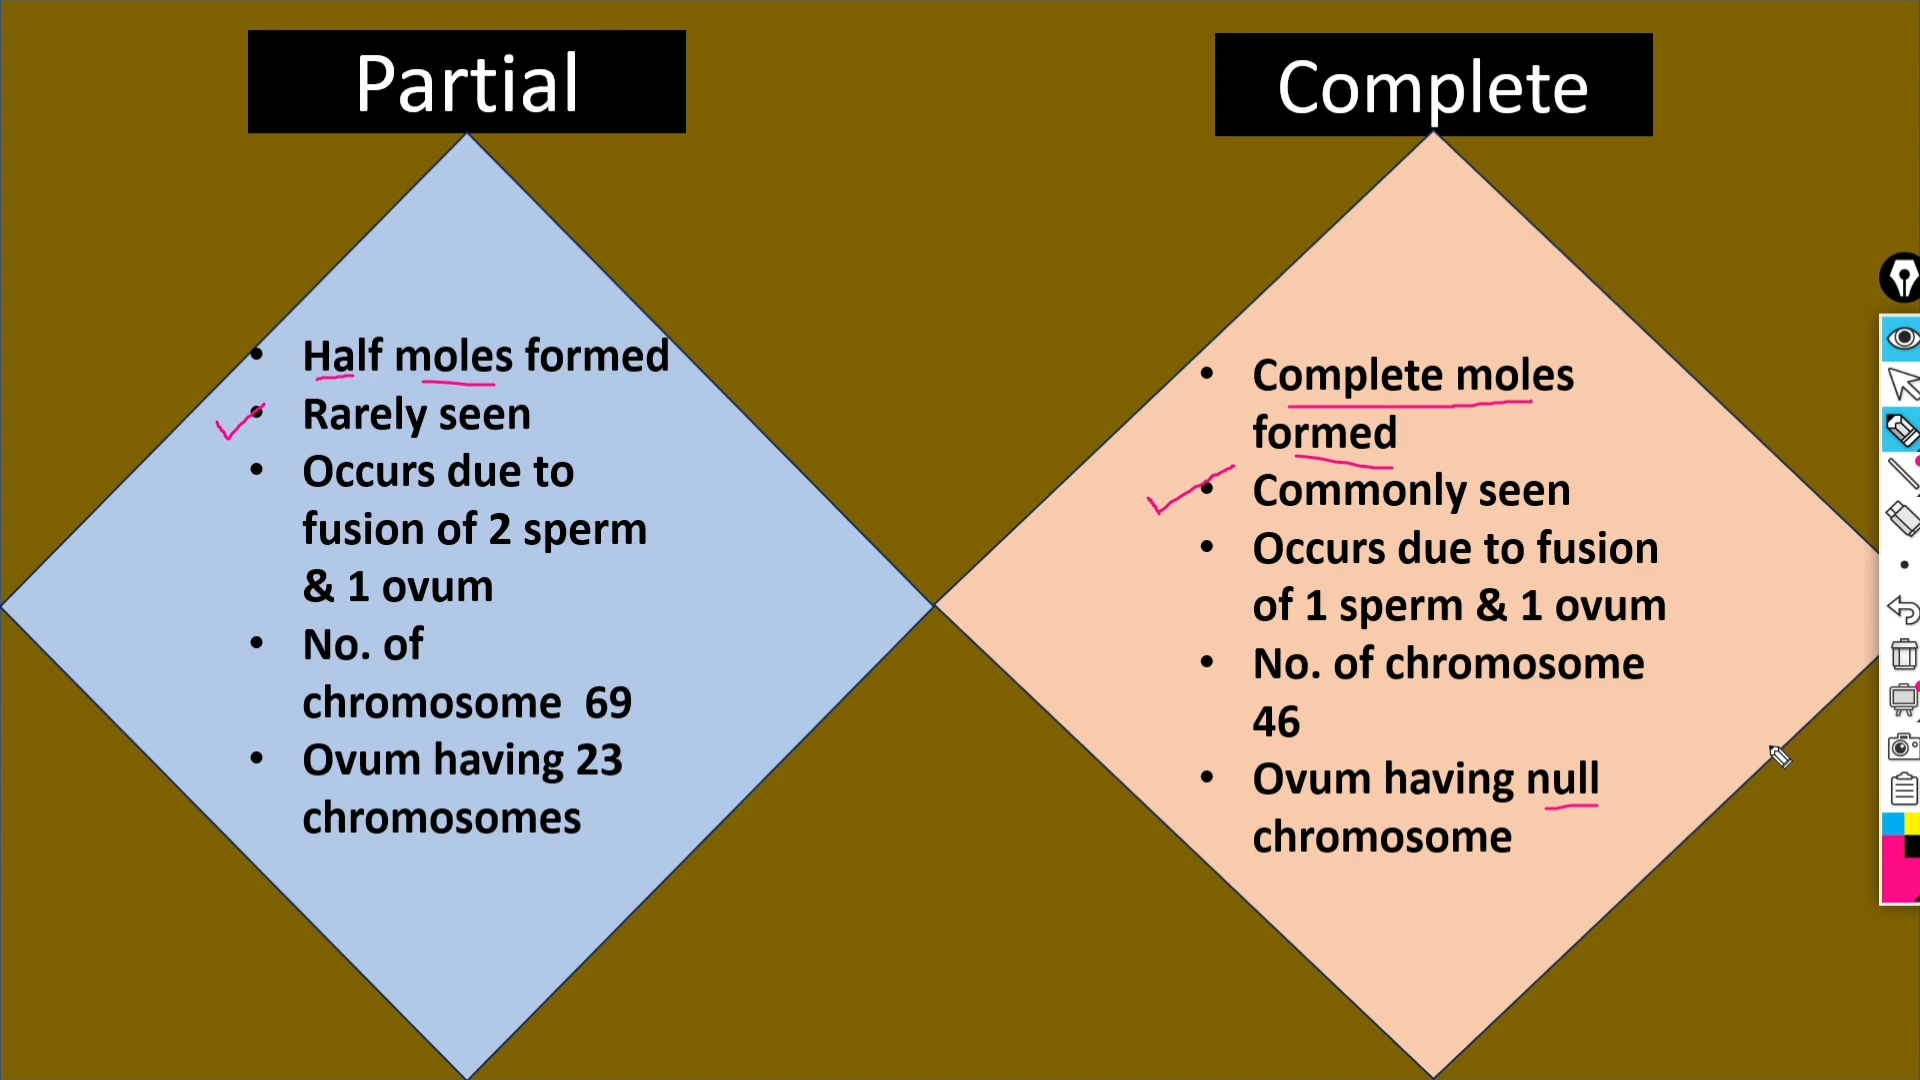 Partial
• Half moles formed
• Rarely seen
• Occurs due to
fusion of 2 sperm
& 1 ovum
• No. of
chromosome  69
• Ovum having 23
chromosomes
Complete
• Complete moles
formed
• Commonly seen
• Occurs due to fusion
of 1 sperm & 1 ovum
• No. of chromosome
46
• Ovum having null
chromosome